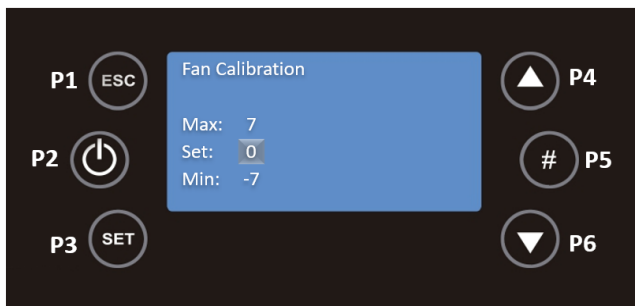 P1 ESC
P2
P3 SET
Fan Calibration
Max: 7
Set: 0
Min: -7
P4
# P5
P6